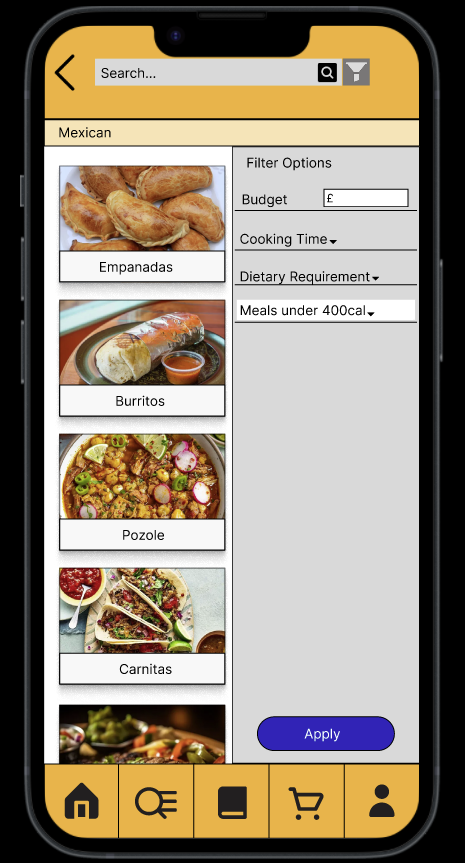 Search...
Mexican
Filter Options
Budget £
Cooking Time
Dietary Requirement
Meals under 400cal
Empanadas
Burritos
Pozole
Carnitas
Apply